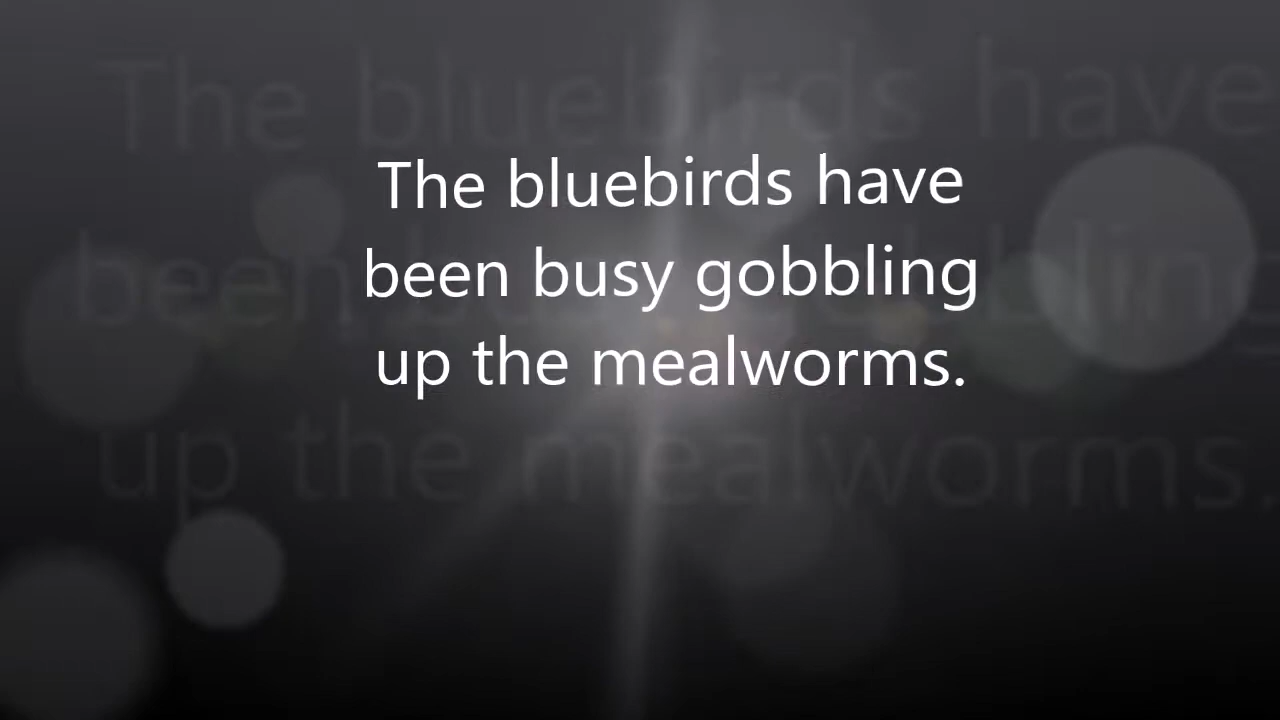 The bluebirds have
been busy gobbling
up the mealworms.